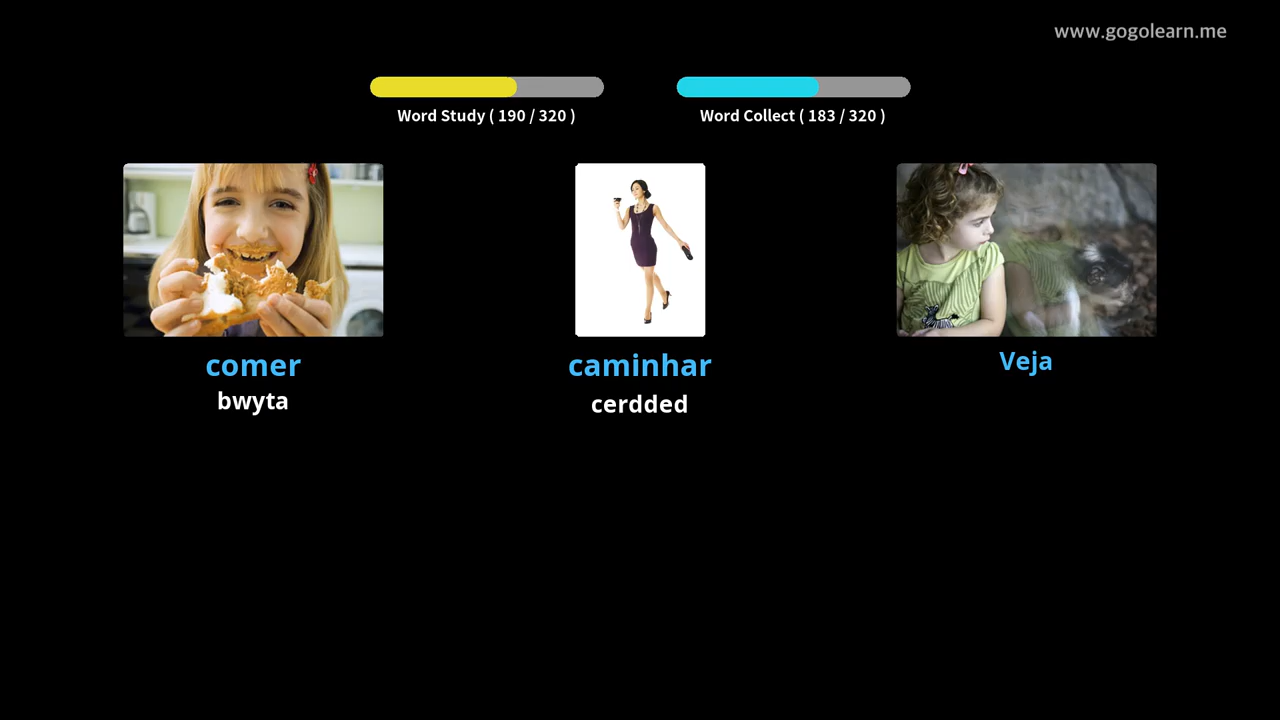 www.gogolearn.me
Word Study ( 190 / 320 )
Word Collect ( 183 / 320 )
comer
bwyta
caminhar
cerdded
Veja